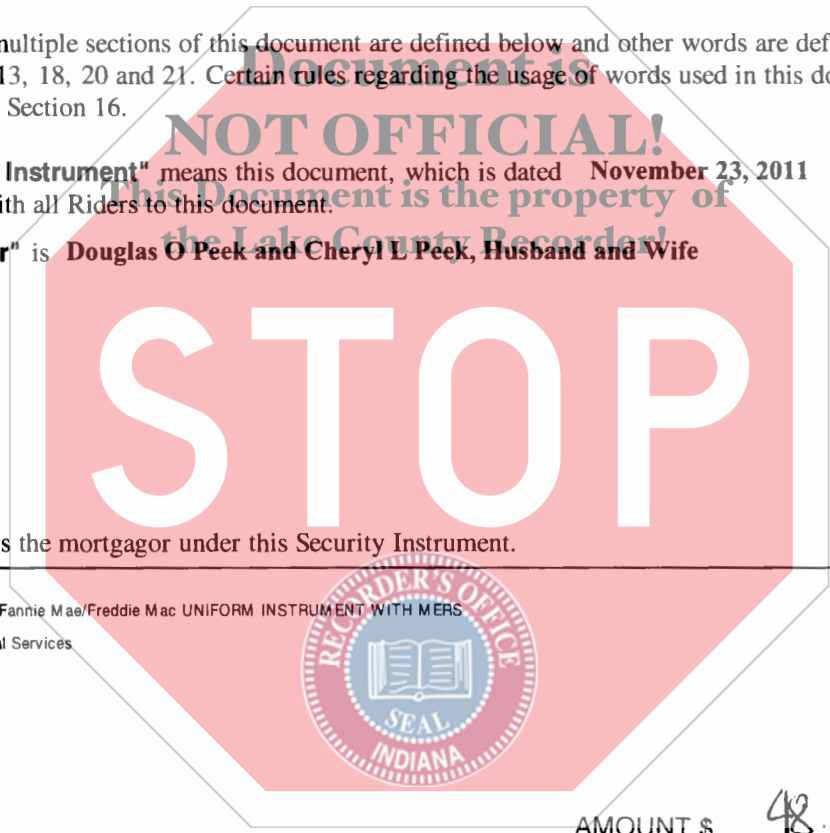 multiple sections of this document are defined below and other words are def
13, 18, 20 and 21. Certain rules regarding the usage of words used in this do
Section 16.
Document is
NOT OFFICIAL!
This Document is the property of
the Lake County Recorder!
Instrument" means this document, which is dated November 23, 2011
ith all Riders to this document.
r" is Douglas O Peek and Cheryl L Peek, Husband and Wife
STOP
s the mortgagor under this Security Instrument.
Fannie Mae/Freddie Mac UNIFORM INSTRUMENT WITH MERS
al Services
RECORDER'S OFFICE
SEAL
INDIANA
AMOUNT $ 48